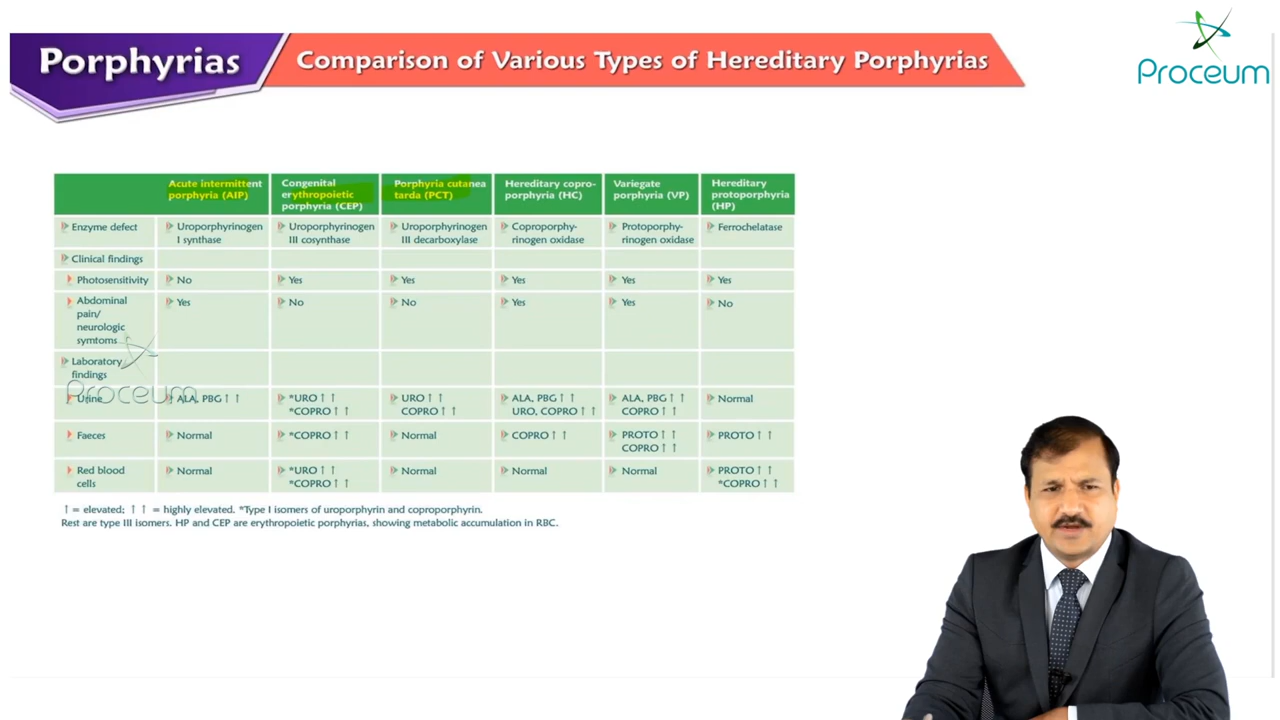 Porphyrias
Comparison of Various Types of Hereditary Porphyrias
Proceum
Acute intermittent
porphyria (AIP)
Congenital
erythropoietic
porphyria (CEP)
Porphyria cutanea
tarda (PCT)
Hereditary copro-
porphyria (HC)
Variegate
porphyria (VP)
Hereditary
protoporphyria
(HP)
Enzyme defect
Uroporphyrinogen
I synthase
Uroporphyrinogen
III cosynthase
Uroporphyrinogen
III decarboxylase
Coproporphy-
rinogen oxidase
Protoporphy-
rinogen oxidase
Ferrochelatase
Clinical findings
Photosensitivity
No
Yes
Yes
Yes
Yes
Yes
Abdominal
pain/
neurologic
symtoms
Yes
No
No
Yes
Yes
No
Laboratory
findings
Proceum
Urine
ALA, PBG↑↑
*URO↑↑
*COPRO↑↑
URO↑↑
COPRO↑↑
ALA, PBG↑↑
URO, COPRO↑↑
ALA, PBG↑↑
COPRO↑↑
Normal
Faeces
Normal
*COPRO↑↑
Normal
COPRO↑↑
PROTO↑↑
COPRO↑↑
PROTO↑↑
Red blood
cells
Normal
*URO↑↑
*COPRO↑↑
Normal
Normal
Normal
PROTO↑↑
*COPRO↑↑
↑ = elevated; ↑↑ = highly elevated. *Type I isomers of uroporphyrin and coproporphyrin.
Rest are type III isomers. HP and CEP are erythropoietic porphyrias, showing metabolic accumulation in RBC.